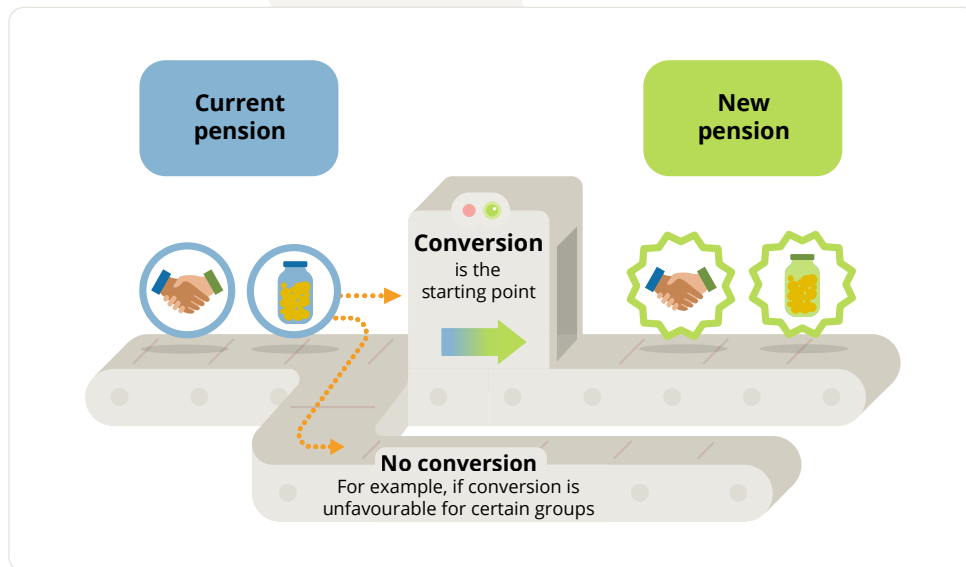 Current
pension
New
pension
Conversion
is the
starting point
No conversion
For example, if conversion is
unfavourable for certain groups